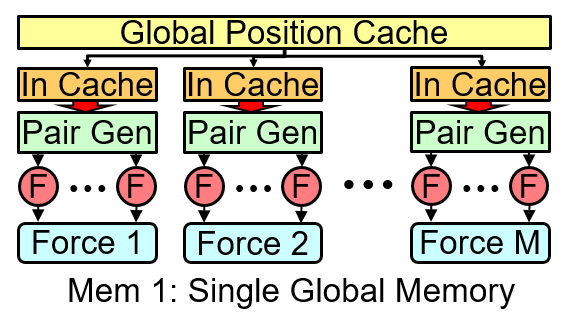 Global Position Cache
In Cache In Cache In Cache
Pair Gen Pair Gen Pair Gen
F ••• F F ••• F ••• F ••• F
Force 1 Force 2 Force M
Mem 1: Single Global Memory